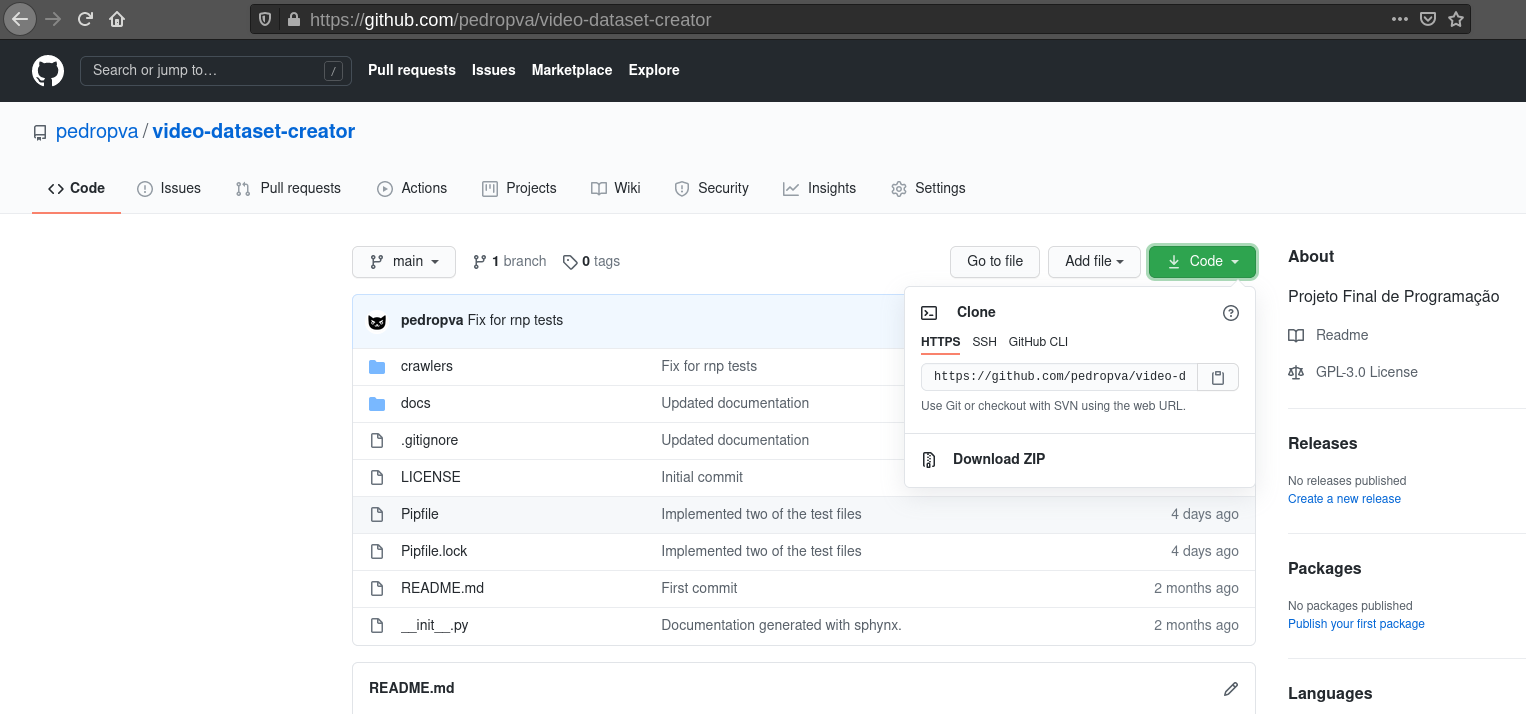 https://github.com/pedropva/video-dataset-creator
Search or jump to… /
Pull requests Issues Marketplace Explore
pedropva / video-dataset-creator
Code Issues Pull requests Actions Projects Wiki Security Insights Settings
main 1 branch 0 tags Go to file Add file Code
pedropva Fix for rnp tests
crawlers Fix for rnp tests
docs Updated documentation
.gitignore Updated documentation
LICENSE Initial commit
Pipfile Implemented two of the test files 4 days ago
Pipfile.lock Implemented two of the test files 4 days ago
README.md First commit 2 months ago
__init__.py Documentation generated with sphynx. 2 months ago
README.md
Clone
HTTPS SSH GitHub CLI
https://github.com/pedropva/video-d
Use Git or checkout with SVN using the web URL.
Download ZIP
About
Projeto Final de Programação
Readme
GPL-3.0 License
Releases
No releases published
Create a new release
Packages
No packages published
Publish your first package
Languages